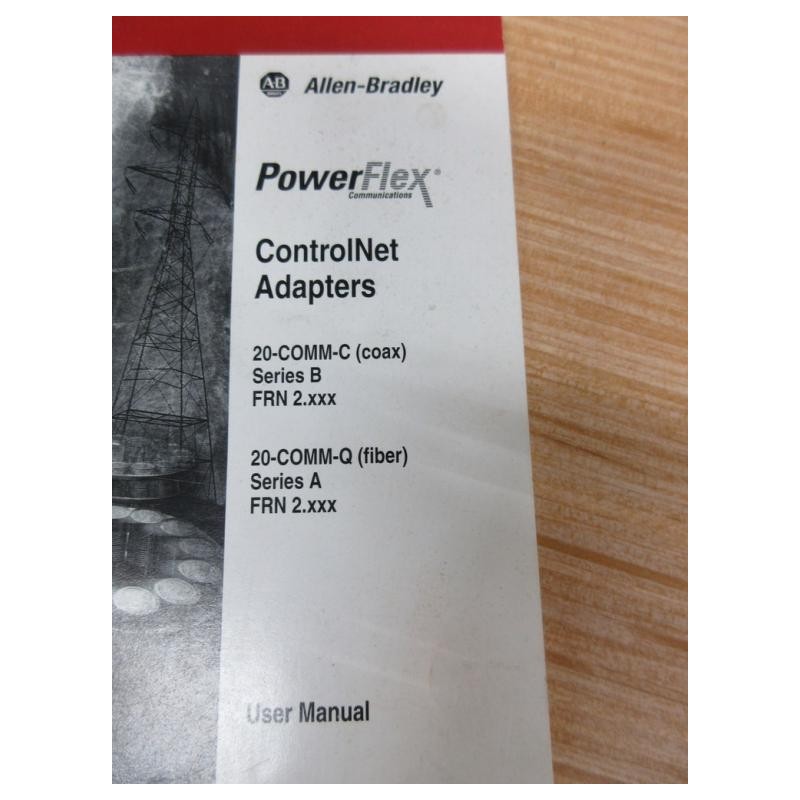 AB Allen-Bradley
PowerFlex®
Communications
ControlNet
Adapters
20-COMM-C (coax)
Series B
FRN 2.xxx
20-COMM-Q (fiber)
Series A
FRN 2.xxx
User Manual